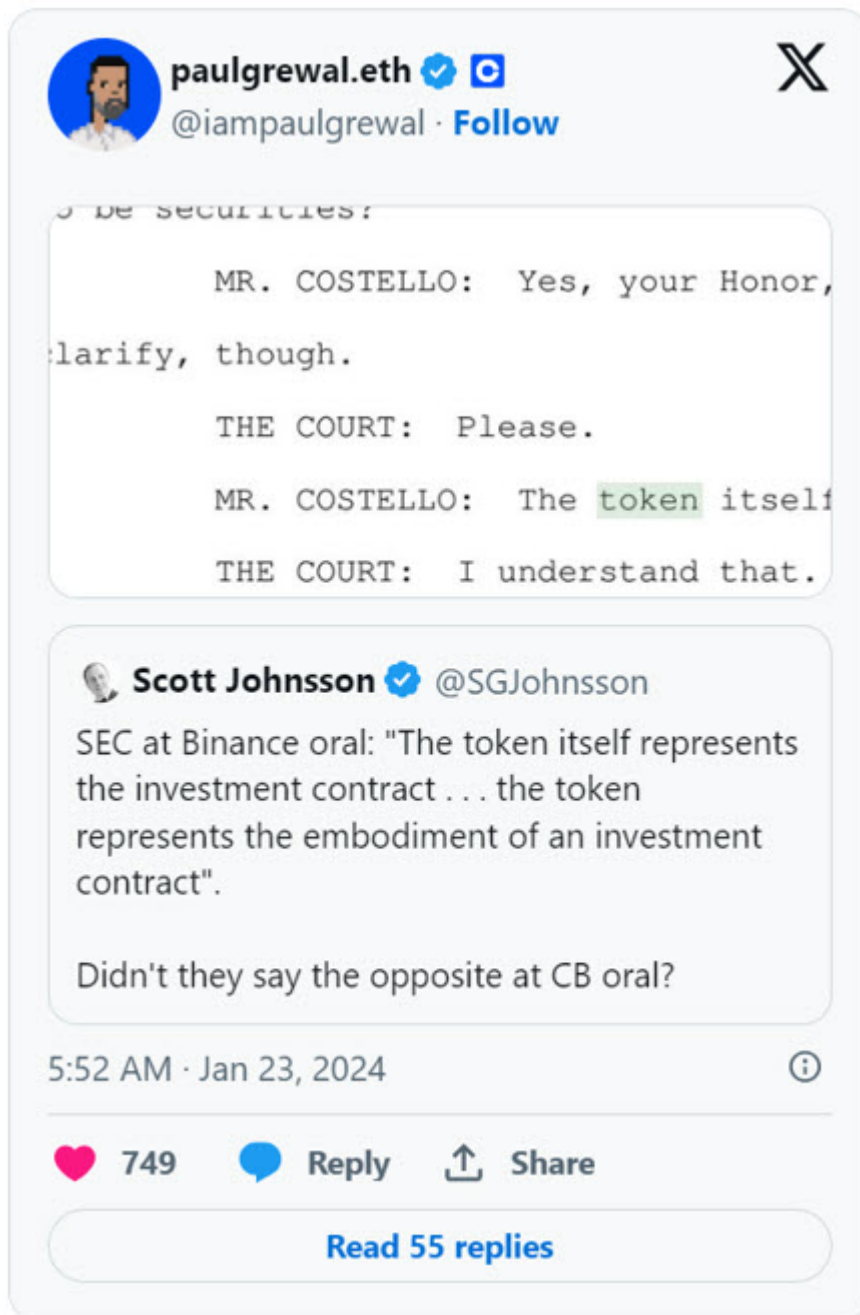 paulgrewal.eth
@iampaulgrewal · Follow
o be securities?
MR. COSTELLO: Yes, your Honor,
clarify, though.
THE COURT: Please.
MR. COSTELLO: The token itself
THE COURT: I understand that.
Scott Johnsson @SGJohnsson
SEC at Binance oral: "The token itself represents
the investment contract . . . the token
represents the embodiment of an investment
contract".
Didn't they say the opposite at CB oral?
5:52 AM · Jan 23, 2024
749 Reply Share
Read 55 replies